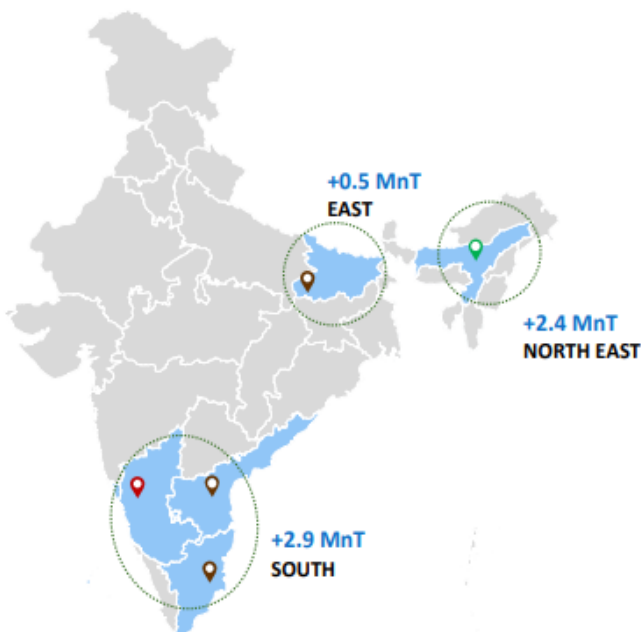 +0.5 MnT
EAST
+2.4 MnT
NORTH EAST
+2.9 MnT
SOUTH